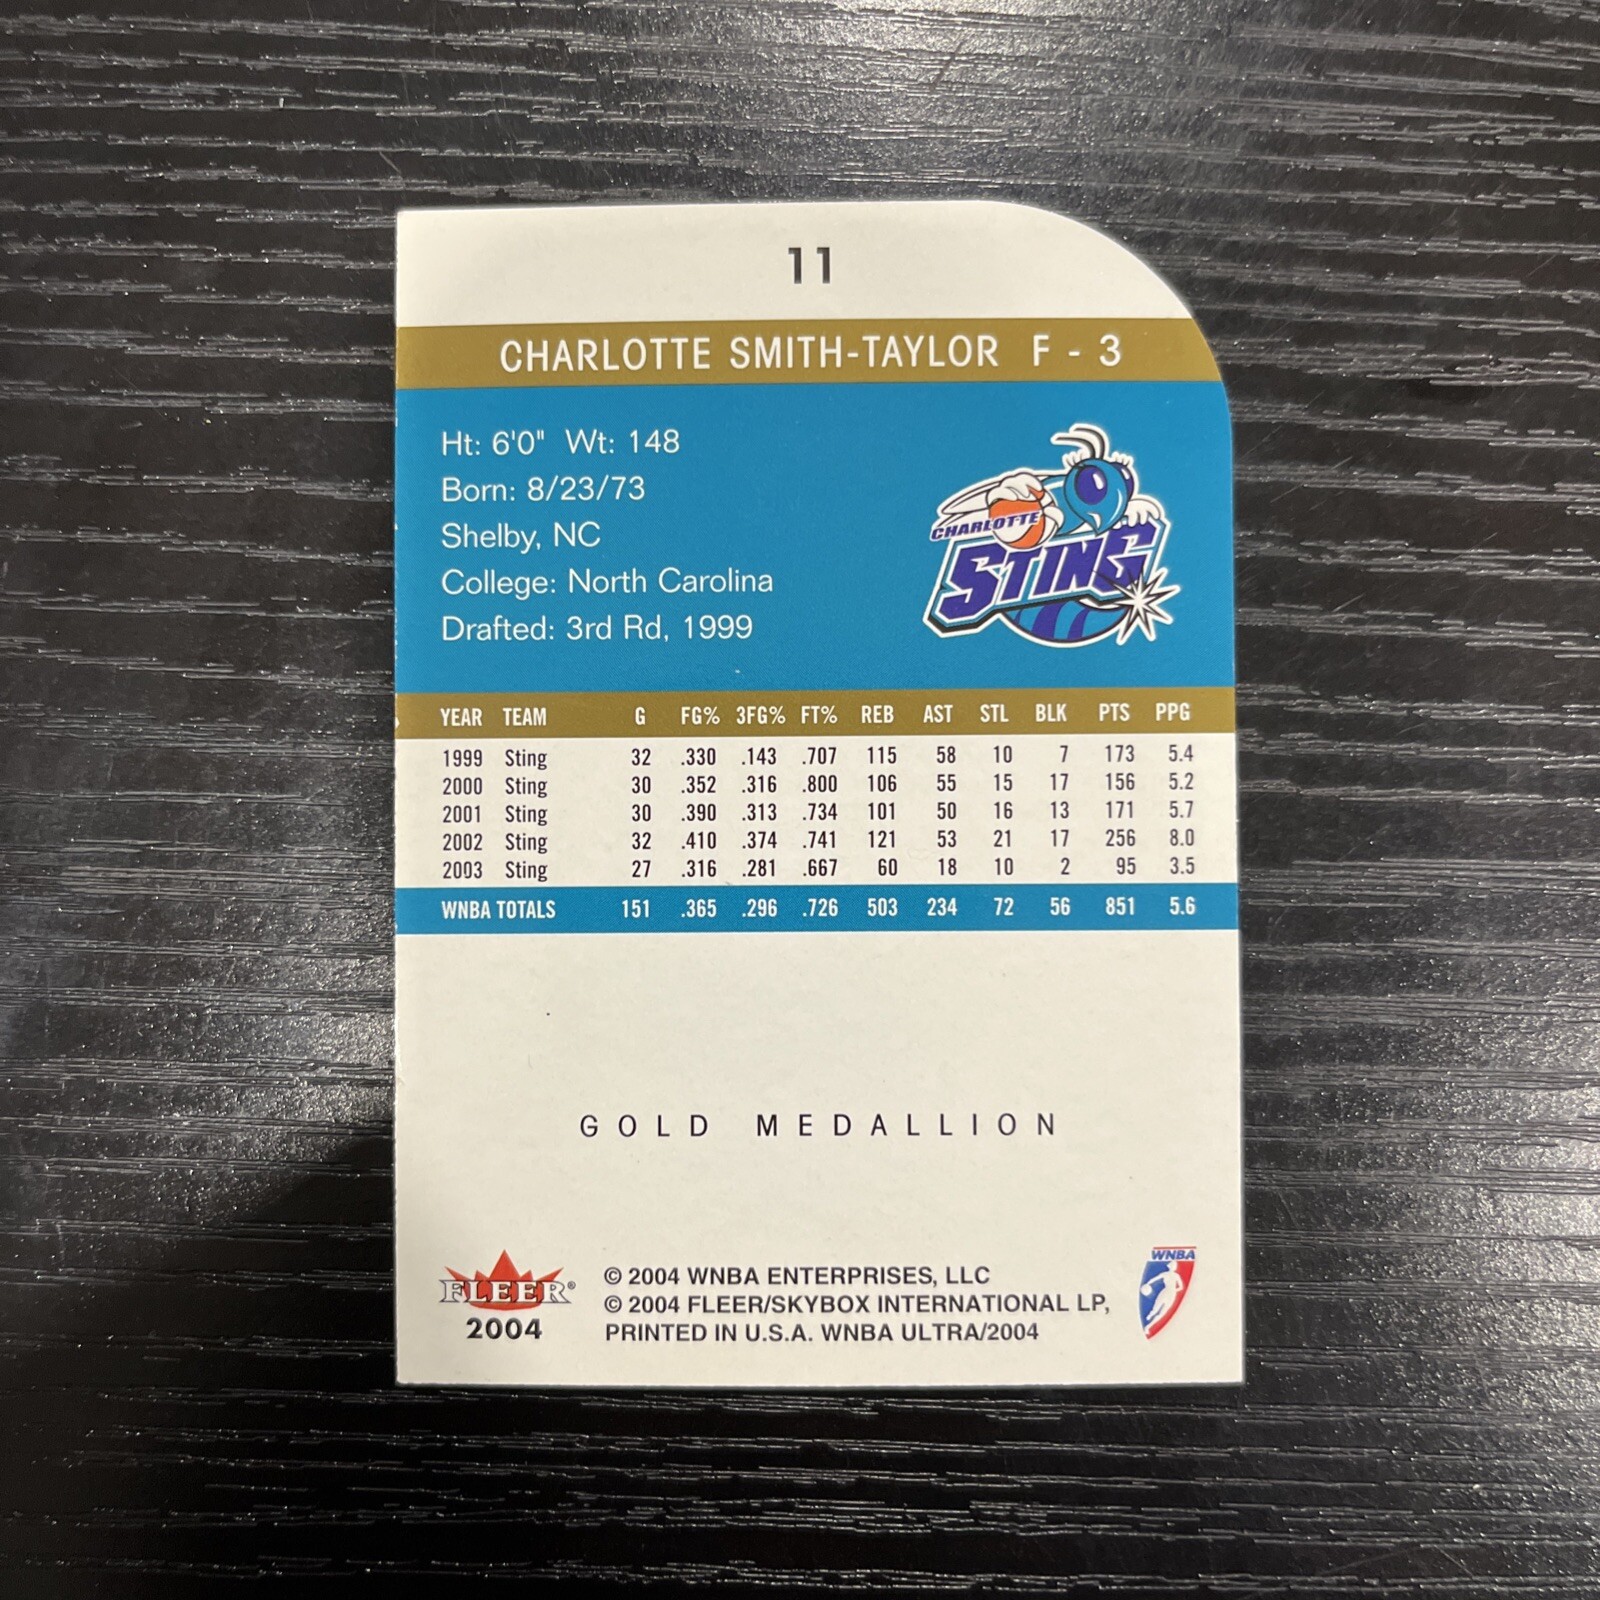 11
CHARLOTTE SMITH-TAYLOR F - 3
Ht: 6'0" Wt: 148
Born: 8/23/73
Shelby, NC
College: North Carolina
Drafted: 3rd Rd, 1999
CHARLOTTE
STING
YEAR TEAM G FG% 3FG% FT% REB AST STL BLK PTS PPG
1999 Sting 32 .330 .143 .707 115 58 10 7 173 5.4
2000 Sting 30 .352 .316 .800 106 55 15 17 156 5.2
2001 Sting 30 .390 .313 .734 101 50 16 13 171 5.7
2002 Sting 32 .410 .374 .741 121 53 21 17 256 8.0
2003 Sting 27 .316 .281 .667 60 18 10 2 95 3.5
WNBA TOTALS 151 .365 .296 .726 503 234 72 56 851 5.6
GOLD MEDALLION
FLEER®
2004
© 2004 WNBA ENTERPRISES, LLC
© 2004 FLEER/SKYBOX INTERNATIONAL LP,
PRINTED IN U.S.A. WNBA ULTRA/2004
WNBA